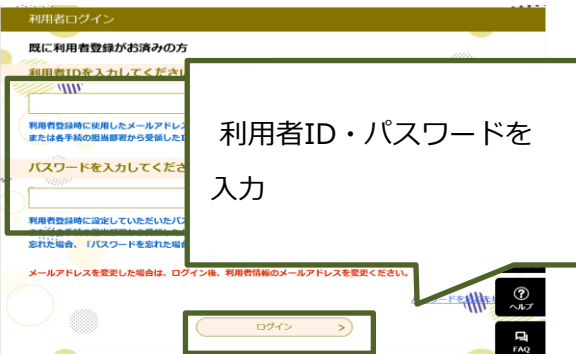 利用者ログイン
既に利用者登録がお済みの方
利用者IDを入力してください
利用者登録時に使用したメールアドレス
または各手続の担当部署から受領したI
パスワードを入力してくださ
利用者登録時に設定していただいたパス
忘れた場合、「パスワードを忘れた場合
メールアドレスを変更した場合は、ログイン後、利用者情報のメールアドレスを変更ください。
利用者ID・パスワードを
入力
ログイン >
ヘルプ
FAQ